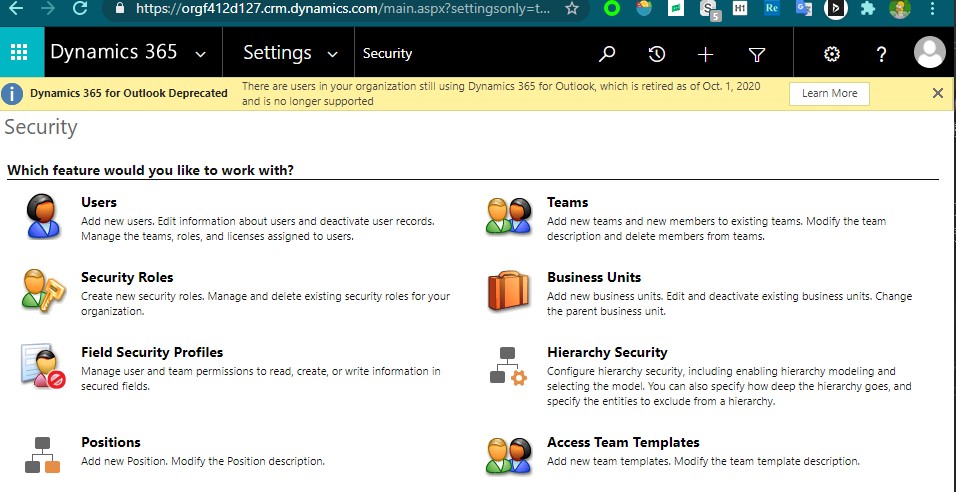 https://orgf412d127.crm.dynamics.com/main.aspx?settingsonly=t...
S 5 H1 Re
Dynamics 365 Settings Security
Dynamics 365 for Outlook Deprecated There are users in your organization still using Dynamics 365 for Outlook, which is retired as of Oct. 1, 2020
and is no longer supported
Learn More
Security
Which feature would you like to work with?
Users
Add new users. Edit information about users and deactivate user records.
Manage the teams, roles, and licenses assigned to users.
Teams
Add new teams and new members to existing teams. Modify the team
description and delete members from teams.
Security Roles
Create new security roles. Manage and delete existing security roles for your
organization.
Business Units
Add new business units. Edit and deactivate existing business units. Change
the parent business unit.
Field Security Profiles
Manage user and team permissions to read, create, or write information in
secured fields.
Hierarchy Security
Configure hierarchy security, including enabling hierarchy modeling and
selecting the model. You can also specify how deep the hierarchy goes, and
specify the entities to exclude from a hierarchy.
Positions
Add new Position. Modify the Position description.
Access Team Templates
Add new team templates. Modify the team template description.